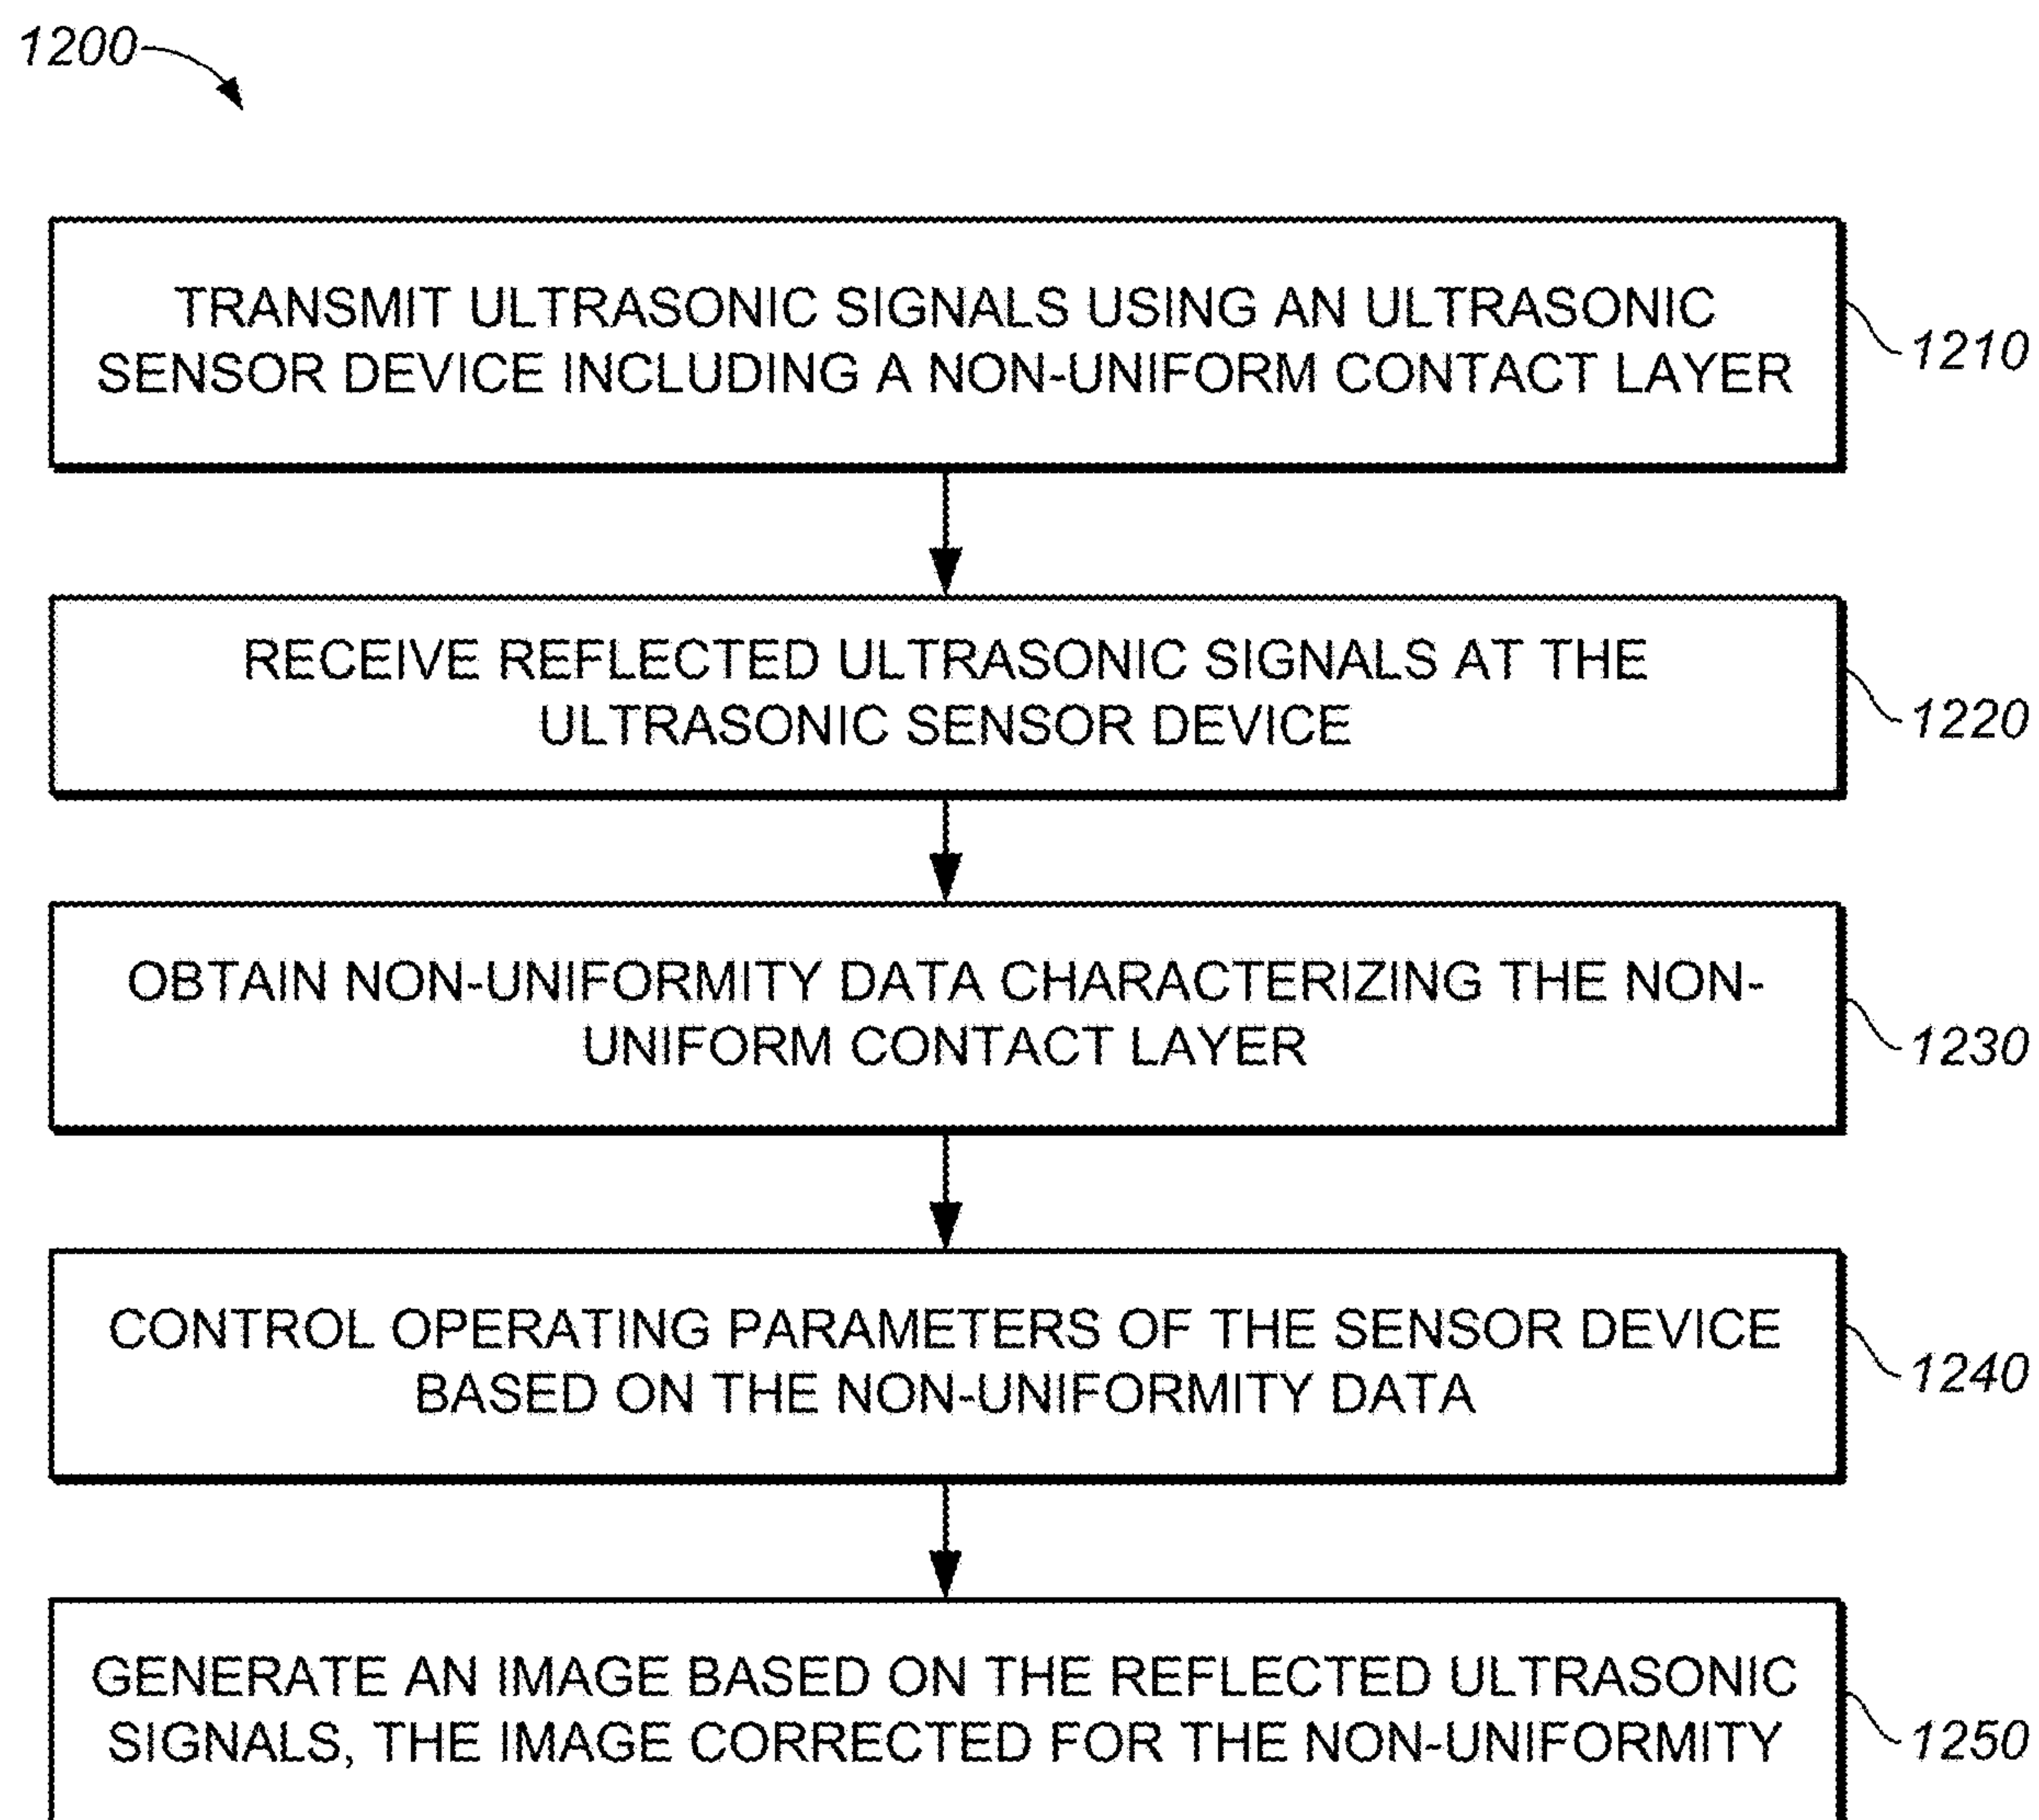 1200
TRANSMIT ULTRASONIC SIGNALS USING AN ULTRASONIC
SENSOR DEVICE INCLUDING A NON-UNIFORM CONTACT LAYER
1210
RECEIVE REFLECTED ULTRASONIC SIGNALS AT THE
ULTRASONIC SENSOR DEVICE
1220
OBTAIN NON-UNIFORMITY DATA CHARACTERIZING THE NON-
UNIFORM CONTACT LAYER
1230
CONTROL OPERATING PARAMETERS OF THE SENSOR DEVICE
BASED ON THE NON-UNIFORMITY DATA
1240
GENERATE AN IMAGE BASED ON THE REFLECTED ULTRASONIC
SIGNALS, THE IMAGE CORRECTED FOR THE NON-UNIFORMITY
1250